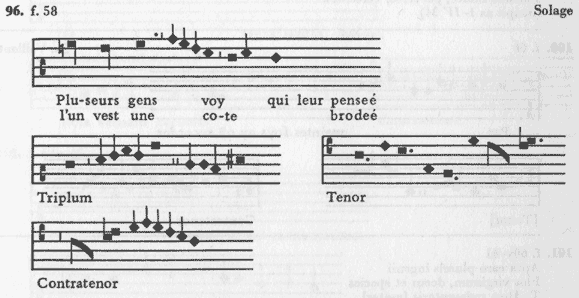 96. f. 58 Solage
Plu-seurs gens voy qui leur penseé
l'un vest une co-te brodeé
Triplum Tenor
Contratenor